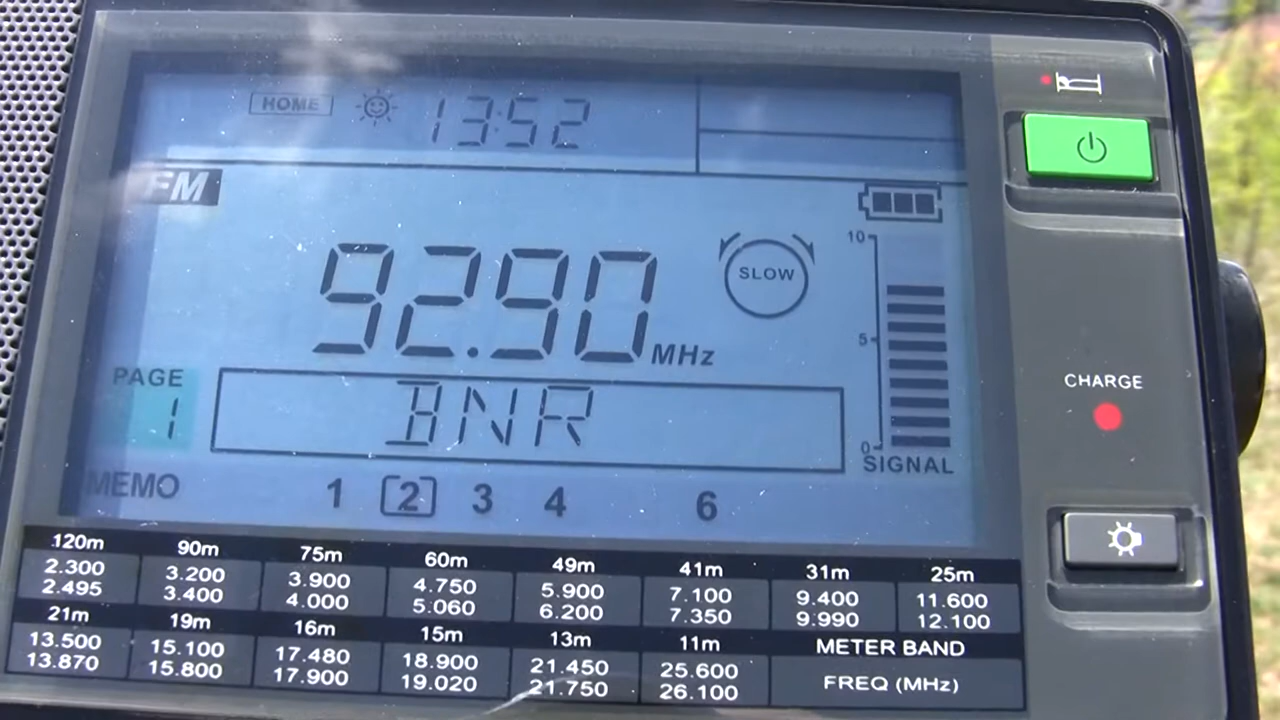 HOME 13:52
FM
92.90 MHz
SLOW
10
5
0
SIGNAL
PAGE
1
BNR
MEMO 1 2 3 4 6
CHARGE
120m 90m 75m 60m 49m 41m 31m 25m
2.300 3.200 3.900 4.750 5.900 7.100 9.400 11.600
2.495 3.400 4.000 5.060 6.200 7.350 9.990 12.100
21m 19m 16m 15m 13m 11m METER BAND
13.500 15.100 17.480 18.900 21.450 25.600 FREQ (MHz)
13.870 15.800 17.900 19.020 21.750 26.100